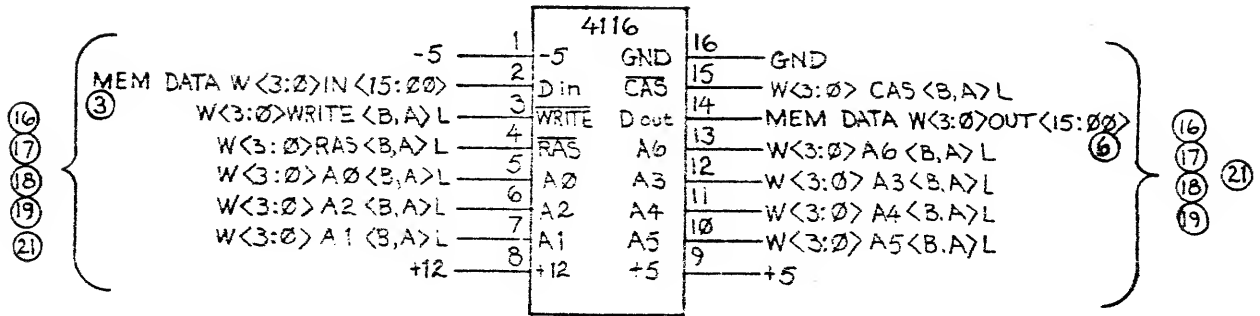 4116
-5 1 -5 GND 16 GND
MEM DATA W<3:Ø>IN<15:ØØ> 2 Din CAS 15 W<3:Ø> CAS<B,A>L
③
W<3:Ø>WRITE<B,A>L 3 WRITE Dout 14 MEM DATA W<3:Ø>OUT<15:ØØ>
⑥
W<3:Ø>RAS<B,A>L 4 RAS A6 13 W<3:Ø>A6<B,A>L
W<3:Ø>AØ<B,A>L 5 AØ A3 12 W<3:Ø>A3<B.A>L
W<3:Ø>A2<B,A>L 6 A2 A4 11 W<3:Ø>A4<B.A>L
W<3:Ø>A1<B,A>L 7 A1 A5 10 W<3:Ø>A5<B.A>L
+12 8 +12 +5 9 +5
⑯
⑰
⑱
⑲
㉑
⑯
⑰
⑱
⑲
㉑